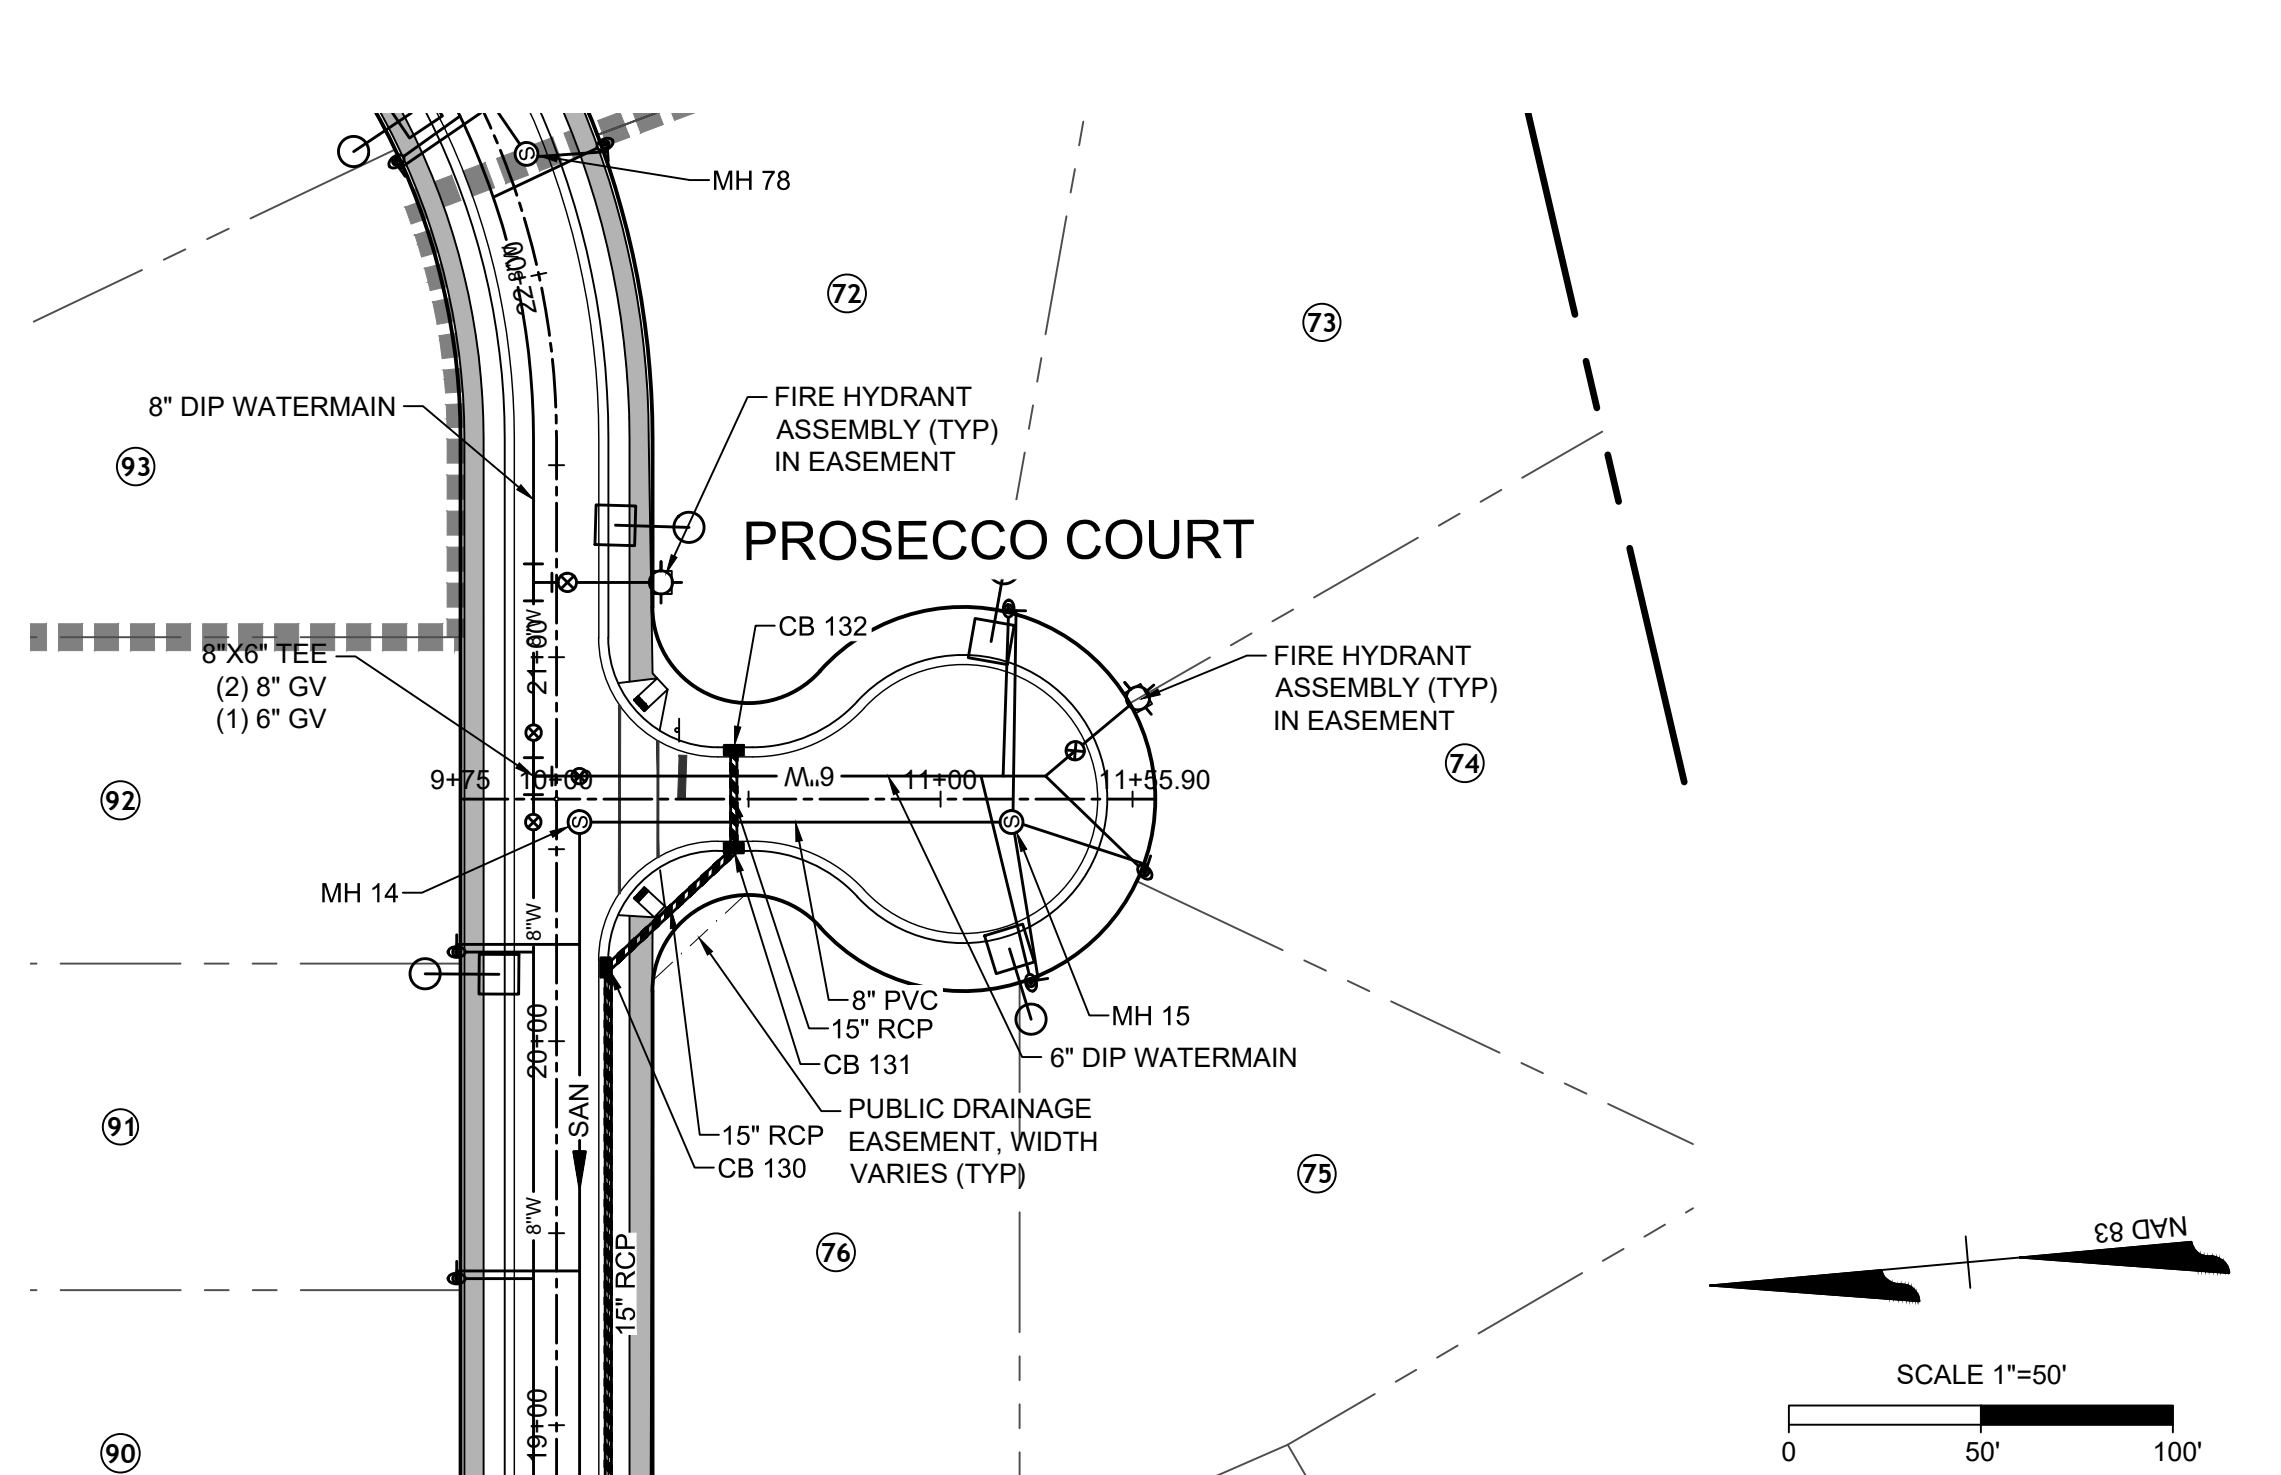 MH 78
22+00
8"W
72
73
8" DIP WATERMAIN
FIRE HYDRANT
ASSEMBLY (TYP)
IN EASEMENT
93
PROSECCO COURT
CB 132
8"W
21+00
8"X6" TEE
(2) 8" GV
(1) 6" GV
FIRE HYDRANT
ASSEMBLY (TYP)
IN EASEMENT
74
9+75
10+00
6"W
11+00
11+55.90
92
S
S
S
MH 14
8"W
8" PVC
15" RCP
MH 15
CB 131
6" DIP WATERMAIN
20+00
SAN
PUBLIC DRAINAGE
EASEMENT, WIDTH
VARIES (TYP)
15" RCP
CB 130
91
75
8"W
76
15" RCP
NAD 83
SCALE 1"=50'
0
50'
100'
19+00
90